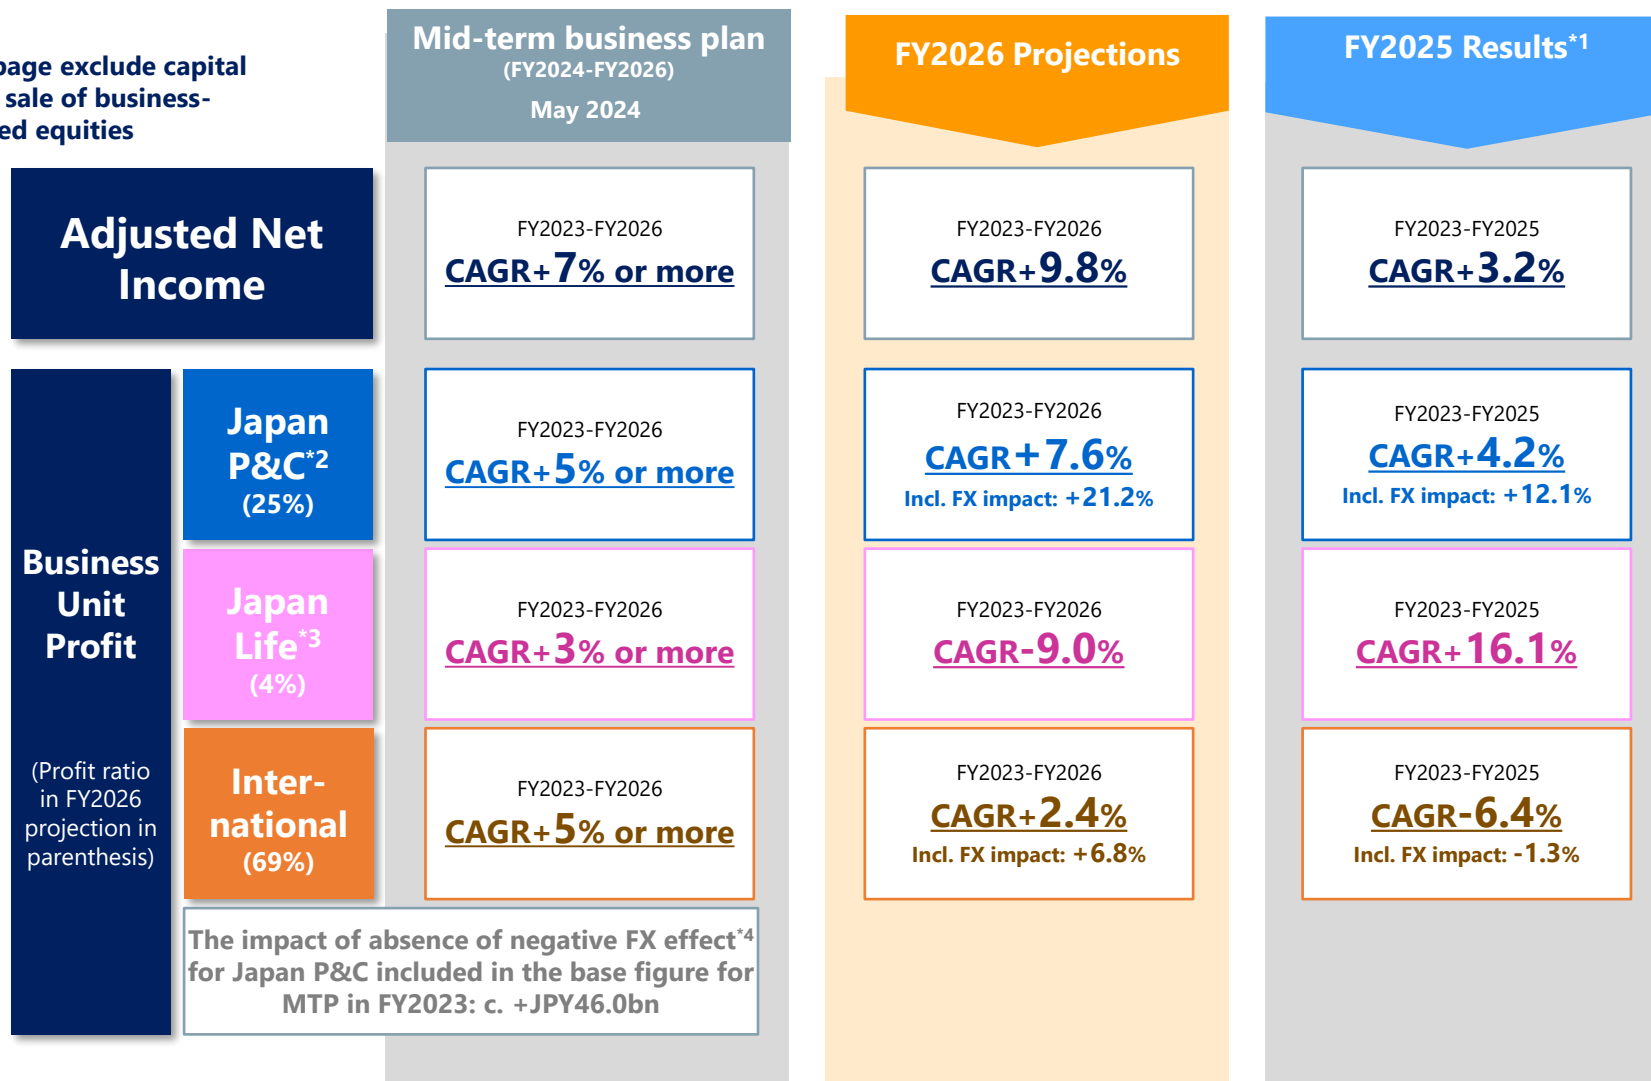 page exclude capital
sale of business-
ed equities
Mid-term business plan
(FY2024-FY2026)
May 2024
FY2026 Projections
FY2025 Results*1
Adjusted Net
Income
FY2023-FY2026
CAGR+7% or more
FY2023-FY2026
CAGR+9.8%
FY2023-FY2025
CAGR+3.2%
Business
Unit
Profit
(Profit ratio
in FY2026
projection in
parenthesis)
Japan
P&C*2
(25%)
FY2023-FY2026
CAGR+5% or more
FY2023-FY2026
CAGR+7.6%
Incl. FX impact: +21.2%
FY2023-FY2025
CAGR+4.2%
Incl. FX impact: +12.1%
Japan
Life*3
(4%)
FY2023-FY2026
CAGR+3% or more
FY2023-FY2026
CAGR-9.0%
FY2023-FY2025
CAGR+16.1%
Inter-
national
(69%)
FY2023-FY2026
CAGR+5% or more
FY2023-FY2026
CAGR+2.4%
Incl. FX impact: +6.8%
FY2023-FY2025
CAGR-6.4%
Incl. FX impact: -1.3%
The impact of absence of negative FX effect*4
for Japan P&C included in the base figure for
MTP in FY2023: c. +JPY46.0bn